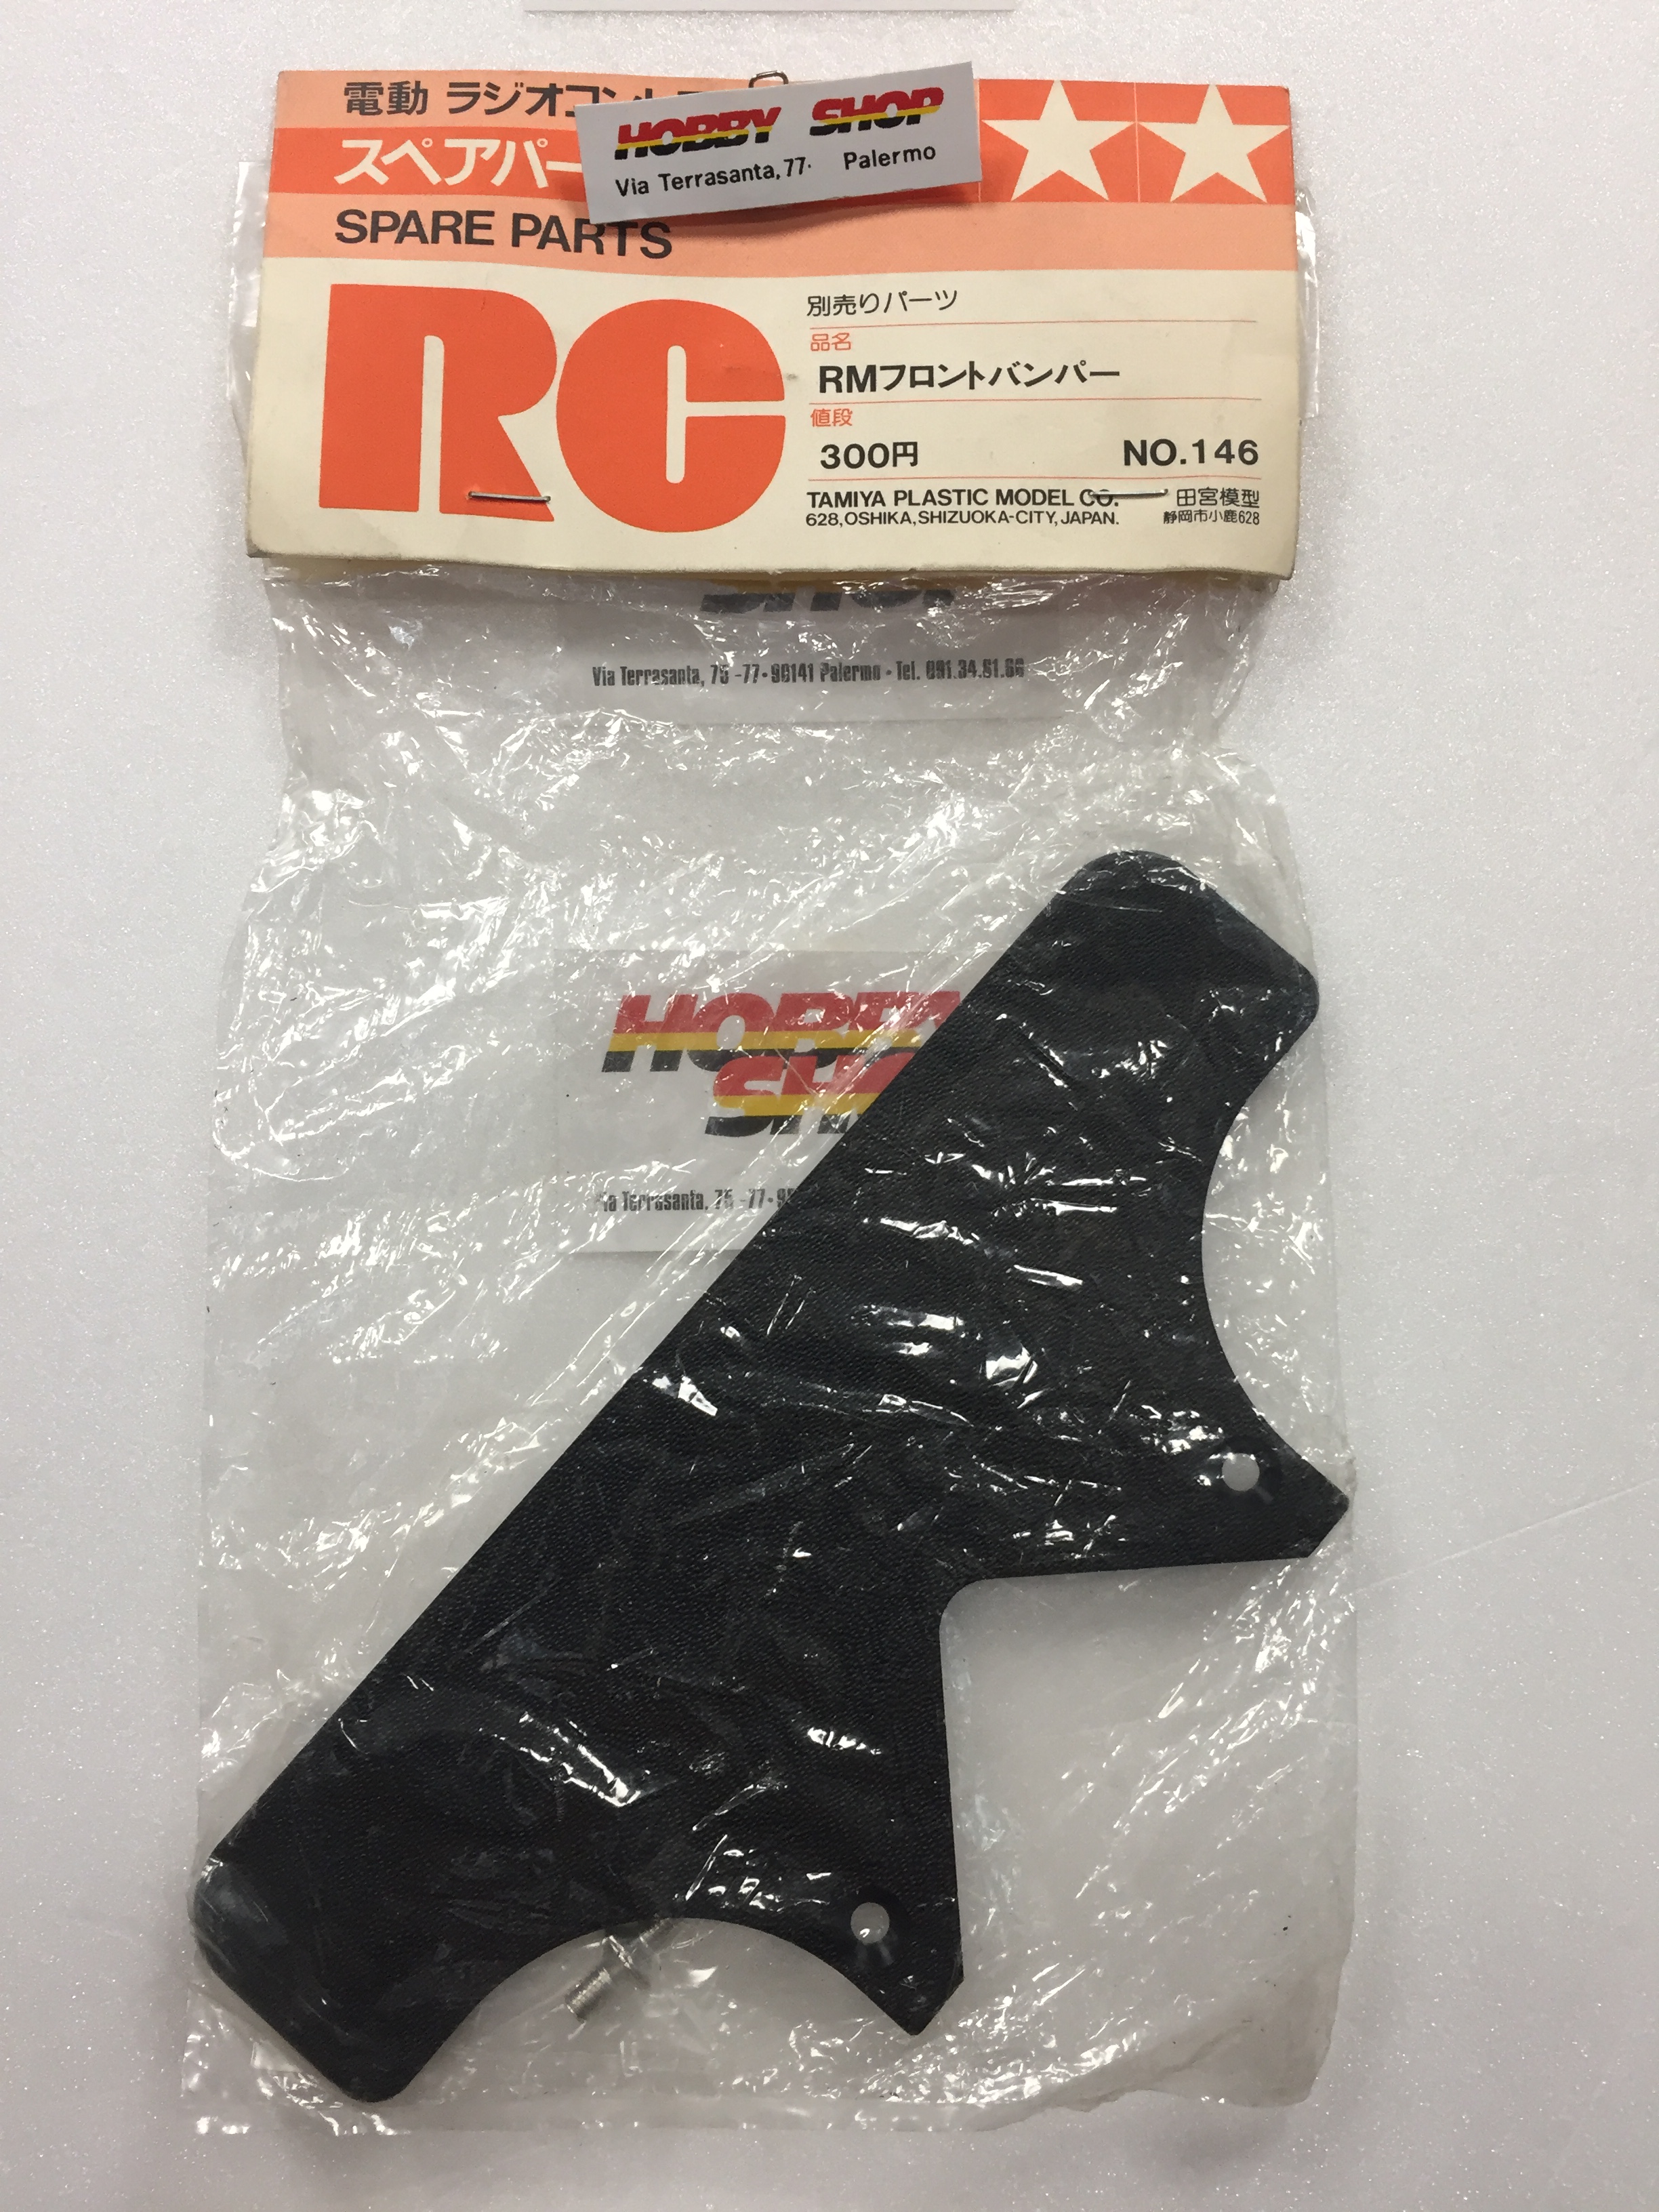 電動 ラジオコン
スペアパー
SPARE PARTS
HOBBY SHOP
Via Terrasanta, 77. Palermo
RC
別売りパーツ
品名
RMフロントバンパー
値段
300円 NO.146
TAMIYA PLASTIC MODEL CO. 田宮模型
628, OSHIKA, SHIZUOKA-CITY, JAPAN. 静岡市小鹿628
Via Terrasanta, 75 -77 • 90141 Palermo • Tel. 091.34.61.66
HOBBY
SH
Via Terrasanta, 75 -77 •